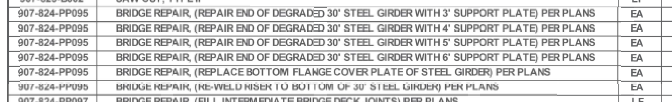 907-824-PP095 BRIDGE REPAIR, (REPAIR END OF DEGRADED 30' STEEL GIRDER WITH 3' SUPPORT PLATE) PER PLANS EA
907-824-PP095 BRIDGE REPAIR, (REPAIR END OF DEGRADED 30' STEEL GIRDER WITH 4' SUPPORT PLATE) PER PLANS EA
907-824-PP095 BRIDGE REPAIR, (REPAIR END OF DEGRADED 30' STEEL GIRDER WITH 5' SUPPORT PLATE) PER PLANS EA
907-824-PP095 BRIDGE REPAIR, (REPAIR END OF DEGRADED 30' STEEL GIRDER WITH 6' SUPPORT PLATE) PER PLANS EA
907-824-PP095 BRIDGE REPAIR, (REPLACE BOTTOM FLANGE COVER PLATE OF STEEL GIRDER) PER PLANS EA
907-824-PP095 BRIDGE REPAIR, (RE-WELD RISER TO BOTTOM OF 30' STEEL GIRDER) PER PLANS EA
907-824-PP097 BRIDGE REPAIR, (FILL INTERMEDIATE BRIDGE DECK JOINTS) PER PLANS LF